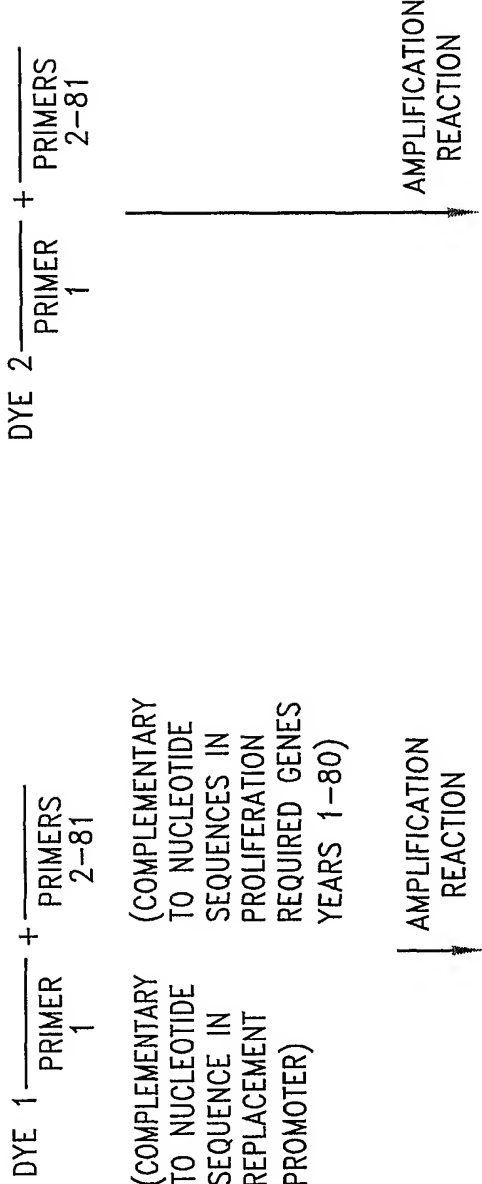 DYE 1 + 
PRIMER 1
PRIMERS 2-81
(COMPLEMENTARY
TO NUCLEOTIDE
SEQUENCE IN
REPLACEMENT
PROMOTER)
(COMPLEMENTARY
TO NUCLEOTIDE
SEQUENCES IN
PROLIFERATION
REQUIRED GENES
YEARS 1-80)
AMPLIFICATION
REACTION
DYE 2 +
PRIMER 1
PRIMERS 2-81
AMPLIFICATION
REACTION